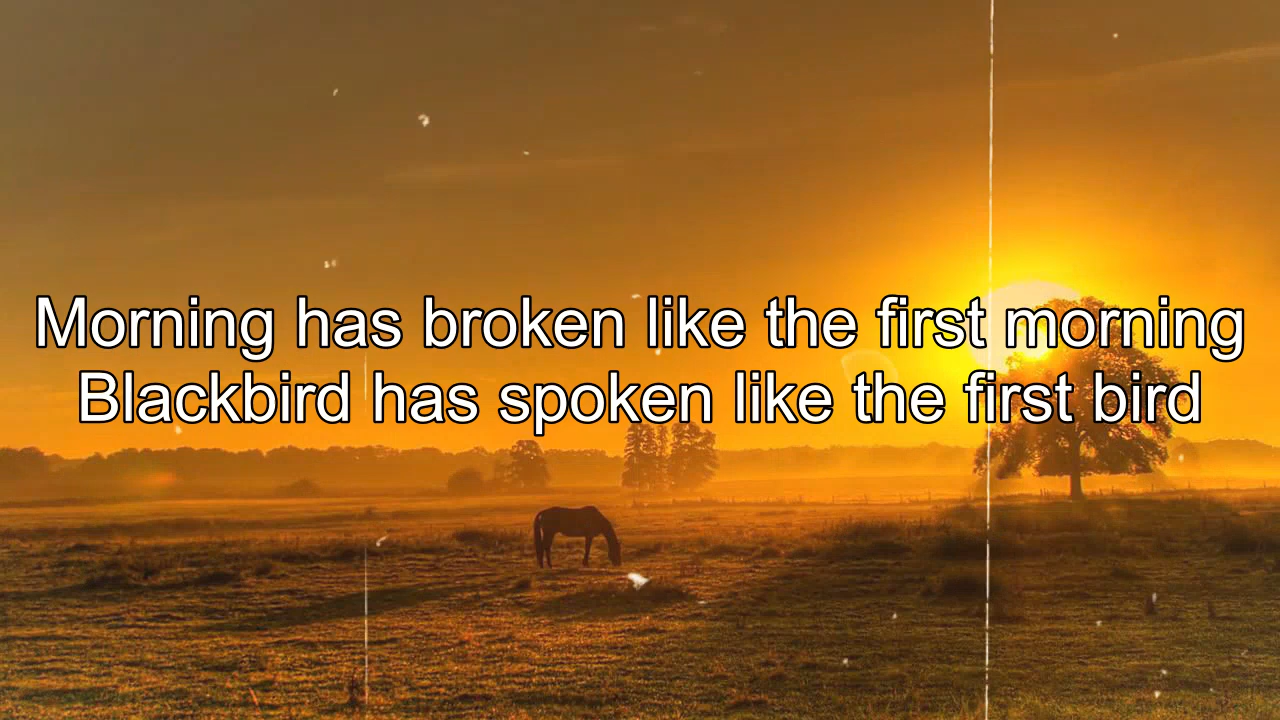 Morning has broken like the first morning
Blackbird has spoken like the first bird